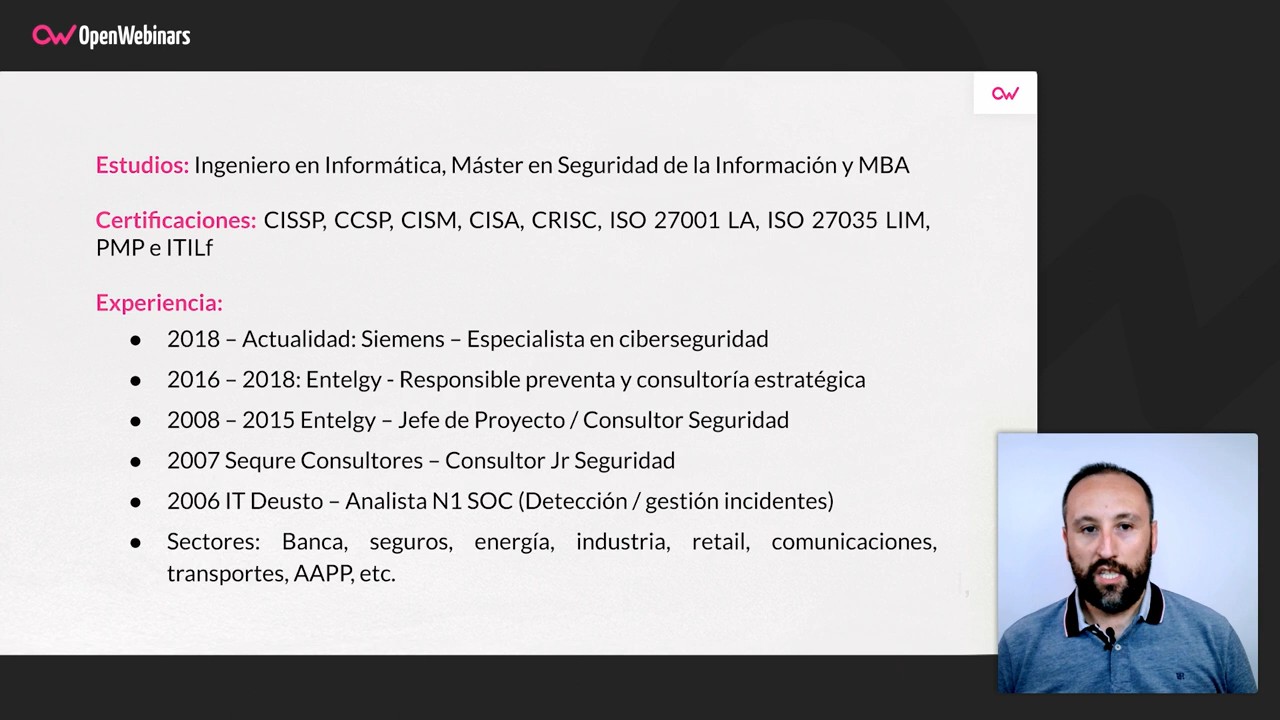 OW OpenWebinars
OW
Estudios: Ingeniero en Informática, Máster en Seguridad de la Información y MBA
Certificaciones: CISSP, CCSP, CISM, CISA, CRISC, ISO 27001 LA, ISO 27035 LIM,
PMP e ITILf
Experiencia:
● 2018 – Actualidad: Siemens – Especialista en ciberseguridad
● 2016 – 2018: Entelgy - Responsible preventa y consultoría estratégica
● 2008 – 2015 Entelgy – Jefe de Proyecto / Consultor Seguridad
● 2007 Sequre Consultores – Consultor Jr Seguridad
● 2006 IT Deusto – Analista N1 SOC (Detección / gestión incidentes)
● Sectores: Banca, seguros, energía, industria, retail, comunicaciones,
transportes, AAPP, etc.